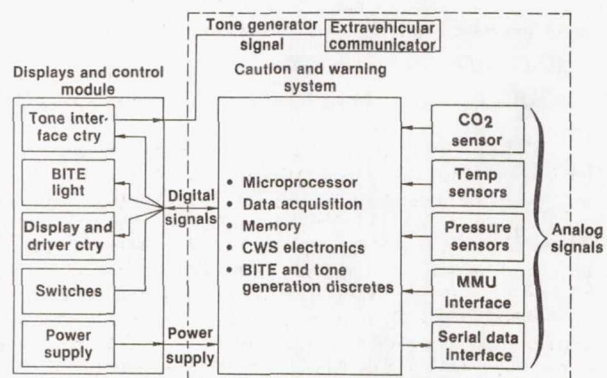 Tone generator
signal
Extravehicular
communicator
Displays and control
module
Caution and warning
system
Tone inter-
face ctry
BITE
light
Display and
driver ctry
Switches
Power
supply
Digital
signals
Power
supply
• Microprocessor
• Data acquisition
• Memory
• CWS electronics
• BITE and tone
generation discretes
CO2
sensor
Temp
sensors
Pressure
sensors
MMU
interface
Serial data
interface
Analog
signals